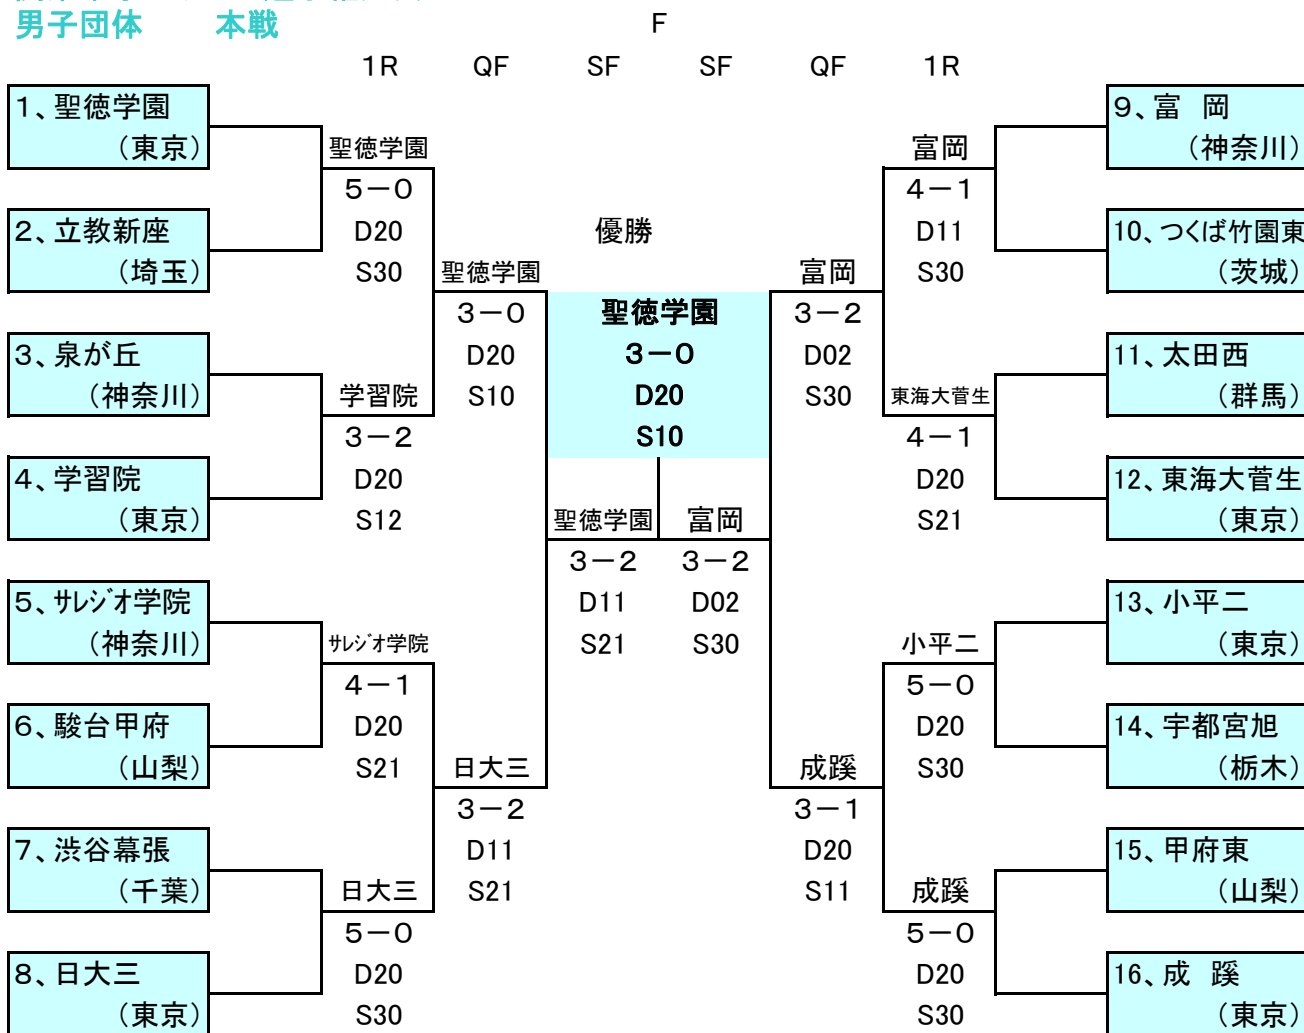 男子団体 本戦
F
1R QF SF SF QF 1R
1、聖徳学園
(東京)
2、立教新座
(埼玉)
3、泉が丘
(神奈川)
4、学習院
(東京)
5、サレジオ学院
(神奈川)
6、駿台甲府
(山梨)
7、渋谷幕張
(千葉)
8、日大三
(東京)
聖徳学園
5-0
D20
S30
学習院
3-2
D20
S12
サレジオ学院
4-1
D20
S21
日大三
5-0
D20
S30
聖徳学園
3-0
D20
S10
日大三
3-2
D11
S21
優勝
聖徳学園
3-0
D20
S10
聖徳学園
3-2
D11
S21
富岡
3-2
D02
S30
富岡
3-2
D02
S30
成蹊
3-1
D20
S11
富岡
4-1
D11
S30
東海大菅生
4-1
D20
S21
小平二
5-0
D20
S30
成蹊
5-0
D20
S30
9、富 岡
(神奈川)
10、つくば竹園東
(茨城)
11、太田西
(群馬)
12、東海大菅生
(東京)
13、小平二
(東京)
14、宇都宮旭
(栃木)
15、甲府東
(山梨)
16、成 蹊
(東京)